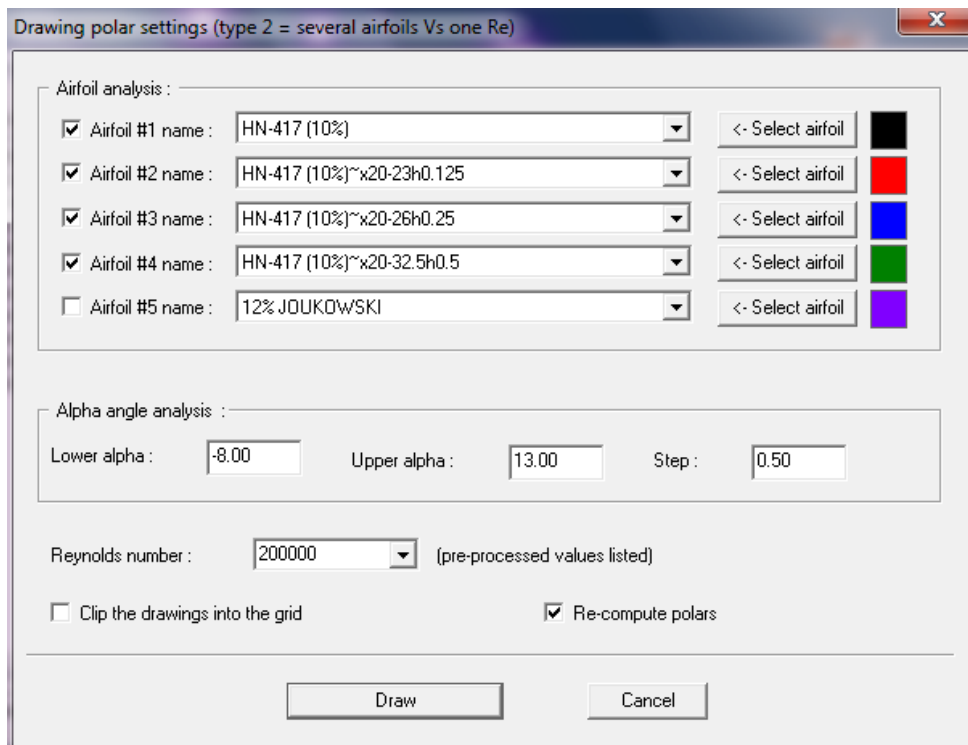 Drawing polar settings (type 2 = several airfoils Vs one Re)
Airfoil analysis :
Airfoil #1 name : HN-417 (10%) <- Select airfoil
Airfoil #2 name : HN-417 (10%)~x20-23h0.125 <- Select airfoil
Airfoil #3 name : HN-417 (10%)~x20-26h0.25 <- Select airfoil
Airfoil #4 name : HN-417 (10%)~x20-32.5h0.5 <- Select airfoil
Airfoil #5 name : 12% JOUKOWSKI <- Select airfoil
Alpha angle analysis :
Lower alpha : -8.00 Upper alpha : 13.00 Step : 0.50
Reynolds number : 200000 (pre-processed values listed)
Clip the drawings into the grid Re-compute polars
Draw Cancel